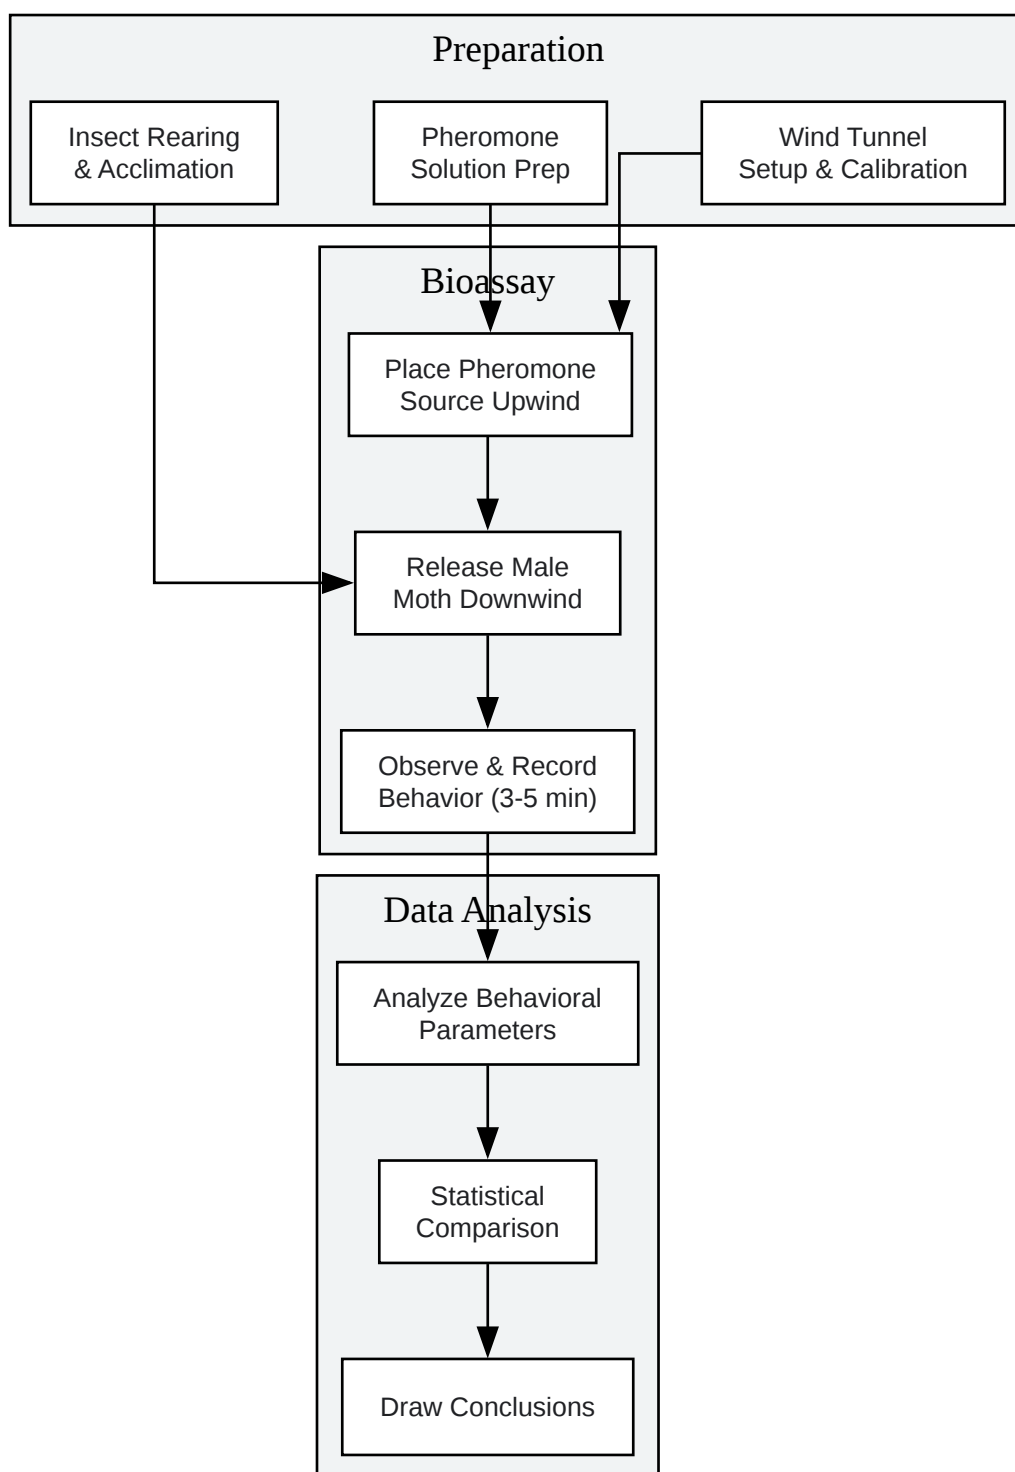 Preparation
Insect Rearing
& Acclimation
Pheromone
Solution Prep
Wind Tunnel
Setup & Calibration
Bioassay
Place Pheromone
Source Upwind
Release Male
Moth Downwind
Observe & Record
Behavior (3-5 min)
Data Analysis
Analyze Behavioral
Parameters
Statistical
Comparison
Draw Conclusions